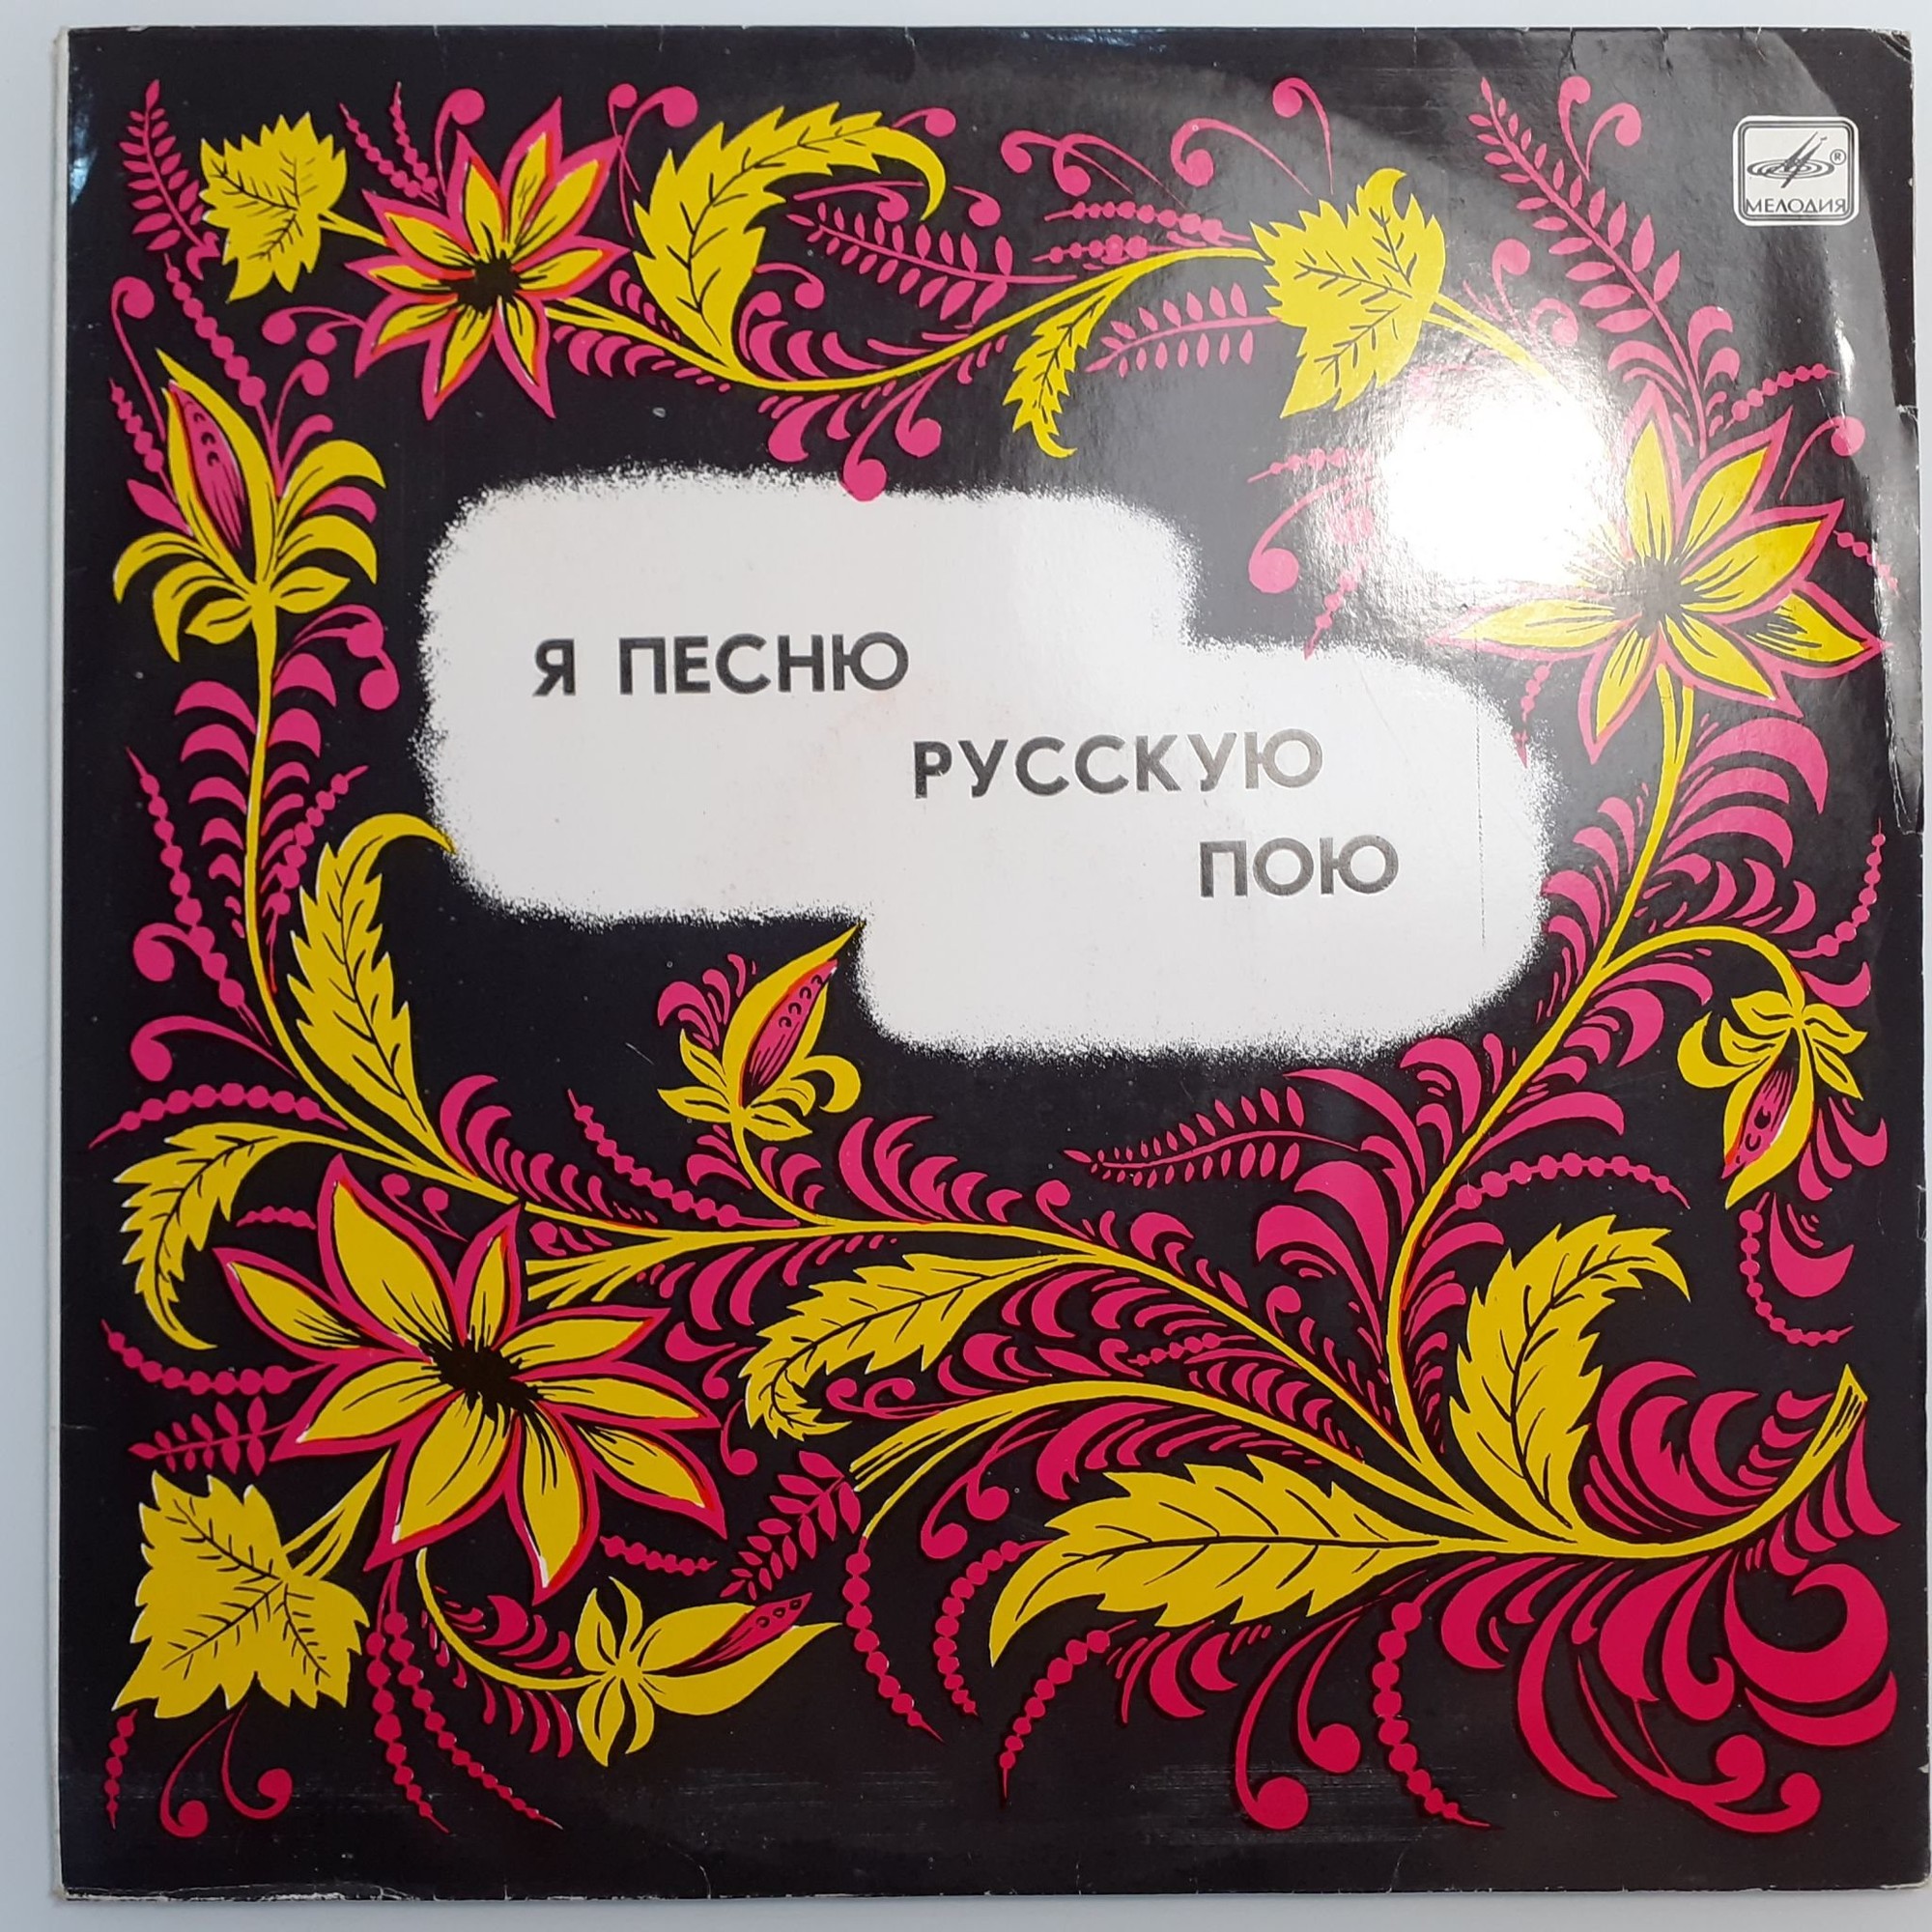 ®
МЕЛОДИЯ
Я ПЕСНЮ
РУССКУЮ
ПОЮ